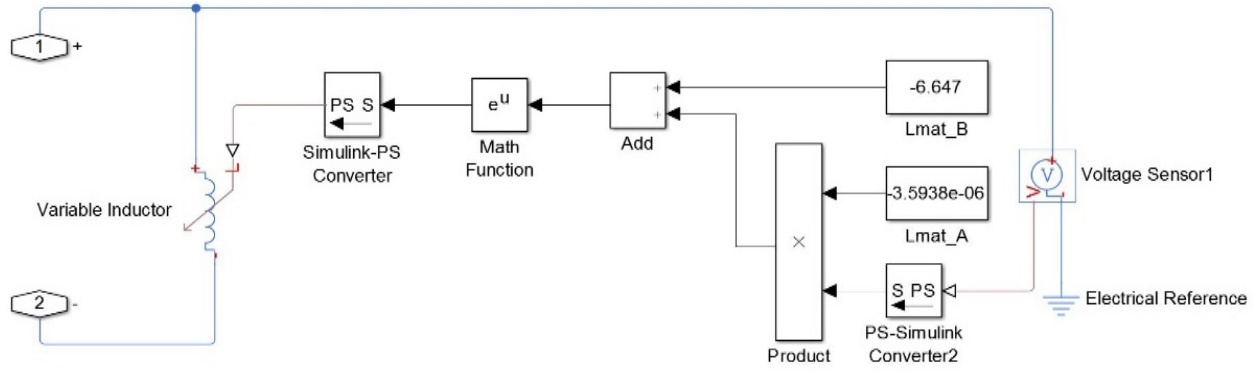 1
+
PS S
Simulink-PS
Converter
eu
Math
Function
+
+
Add
-6.647
Lmat_B
-3.5938e-06
Lmat_A
×
Product
S PS
PS-Simulink
Converter2
V
+
-
V
Voltage Sensor1
Electrical Reference
+
L
Variable Inductor
-
2
-